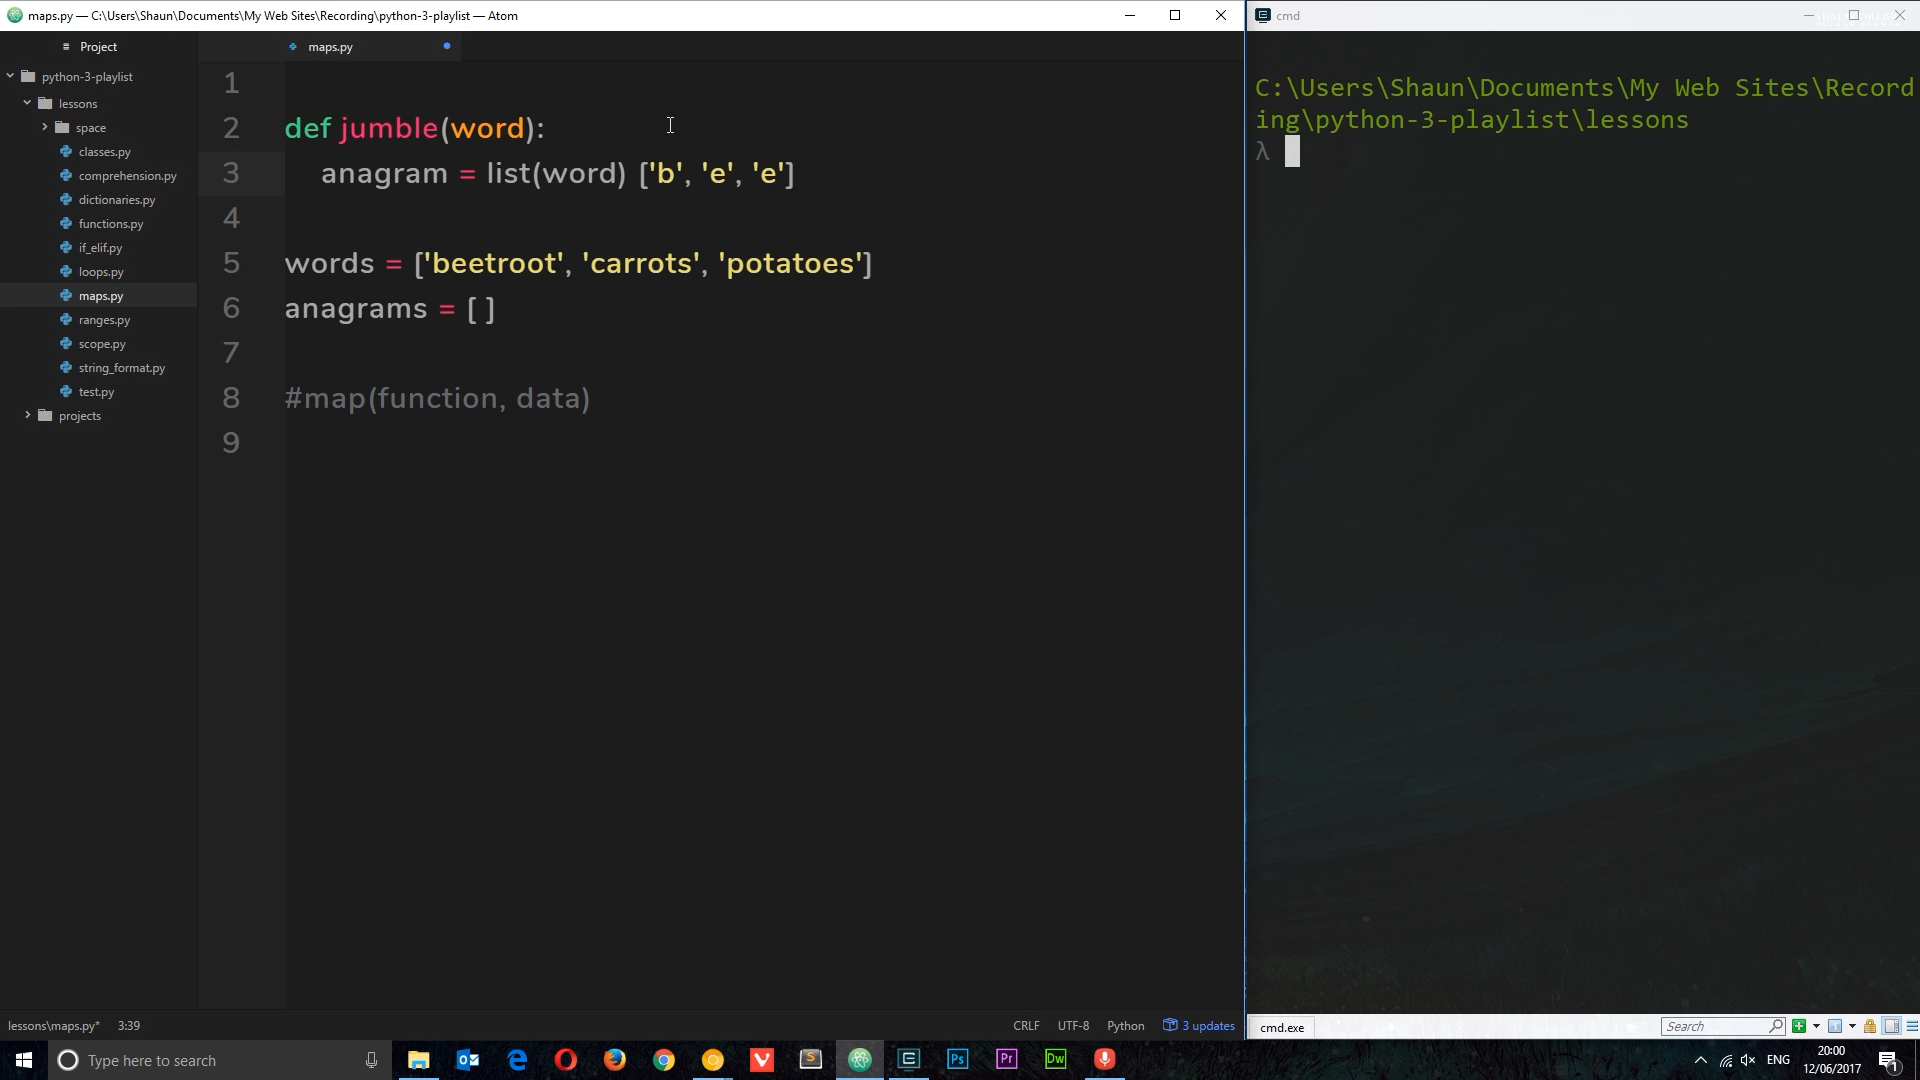 maps.py — C:\Users\Shaun\Documents\My Web Sites\Recording\python-3-playlist — Atom
Project
python-3-playlist
lessons
space
classes.py
comprehension.py
dictionaries.py
functions.py
if_elif.py
loops.py
maps.py
ranges.py
scope.py
string_format.py
test.py
projects
maps.py
1
2 def jumble(word):
3 anagram = list(word) ['b', 'e', 'e']
4
5 words = ['beetroot', 'carrots', 'potatoes']
6 anagrams = [ ]
7
8 #map(function, data)
9
lessons\maps.py* 3:39
CRLF UTF-8 Python 3 updates
cmd
C:\Users\Shaun\Documents\My Web Sites\Record
ing\python-3-playlist\lessons
λ
cmd.exe
Search
Type here to search
Ps Pr Dw
ENG
20:00
12/06/2017
1